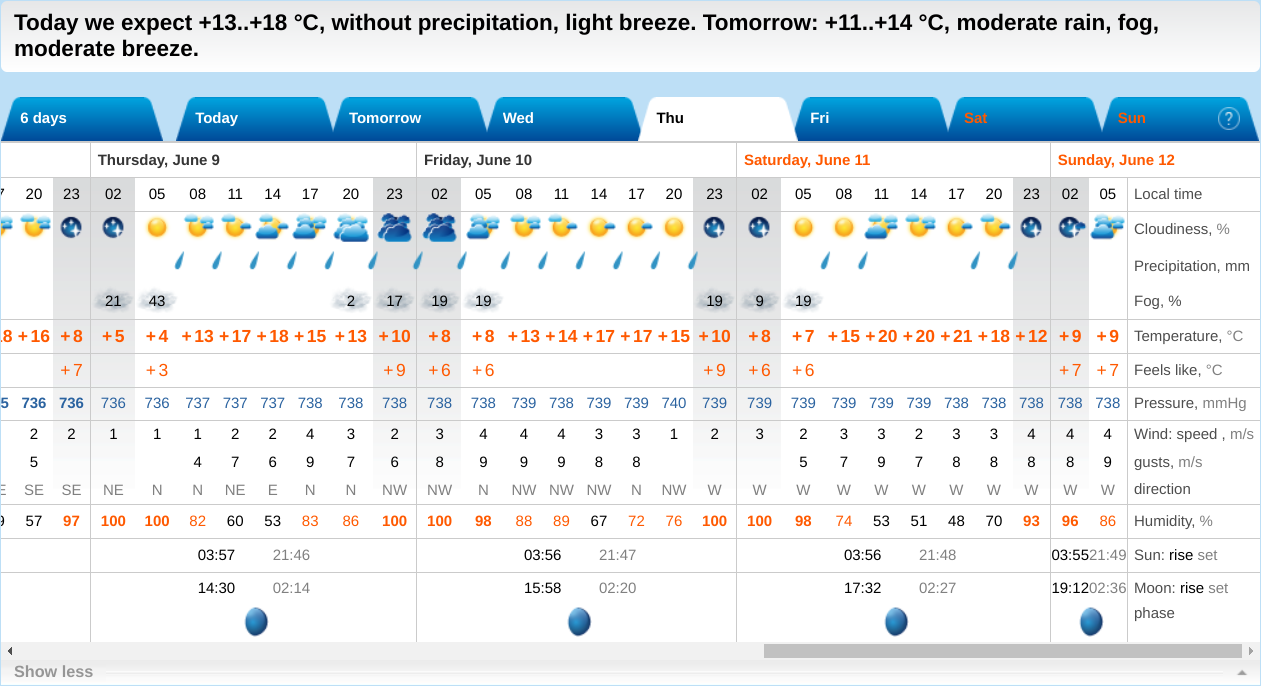 Today we expect +13..+18 °C, without precipitation, light breeze. Tomorrow: +11..+14 °C, moderate rain, fog,
moderate breeze.
6 days Today Tomorrow Wed Thu Fri Sat Sun ?
Thursday, June 9 Friday, June 10 Saturday, June 11 Sunday, June 12
7 20 23 02 05 08 11 14 17 20 23 02 05 08 11 14 17 20 23 02 05 08 11 14 17 20 23 02 05 Local time
Cloudiness, %
Precipitation, mm
21 43 2 17 19 19 19 9 19 Fog, %
8 +16 +8 +5 +4 +13 +17 +18 +15 +13 +10 +8 +8 +13 +14 +17 +17 +15 +10 +8 +7 +15 +20 +20 +21 +18 +12 +9 +9 Temperature, °C
+7 +3 +9 +6 +6 +9 +6 +6 +7 +7 Feels like, °C
5 736 736 736 736 737 737 737 738 738 738 738 738 739 738 739 739 740 739 739 739 739 739 739 738 738 738 738 738 Pressure, mmHg
2 2 1 1 1 2 2 4 3 2 3 4 4 4 3 3 1 2 3 2 3 3 2 3 3 4 4 4 Wind: speed , m/s
5 4 7 6 9 7 6 8 9 9 9 8 8 5 7 9 7 8 8 8 8 9 gusts, m/s
E SE SE NE N N NE E N N NW NW N NW NW NW N NW W W W W W W W W W W W direction
9 57 97 100 100 82 60 53 83 86 100 100 98 88 89 67 72 76 100 100 98 74 53 51 48 70 93 96 86 Humidity, %
03:57 21:46 03:56 21:47 03:56 21:48 03:55 21:49 Sun: rise set
14:30 02:14 15:58 02:20 17:32 02:27 19:12 02:36 Moon: rise set
phase
Show less